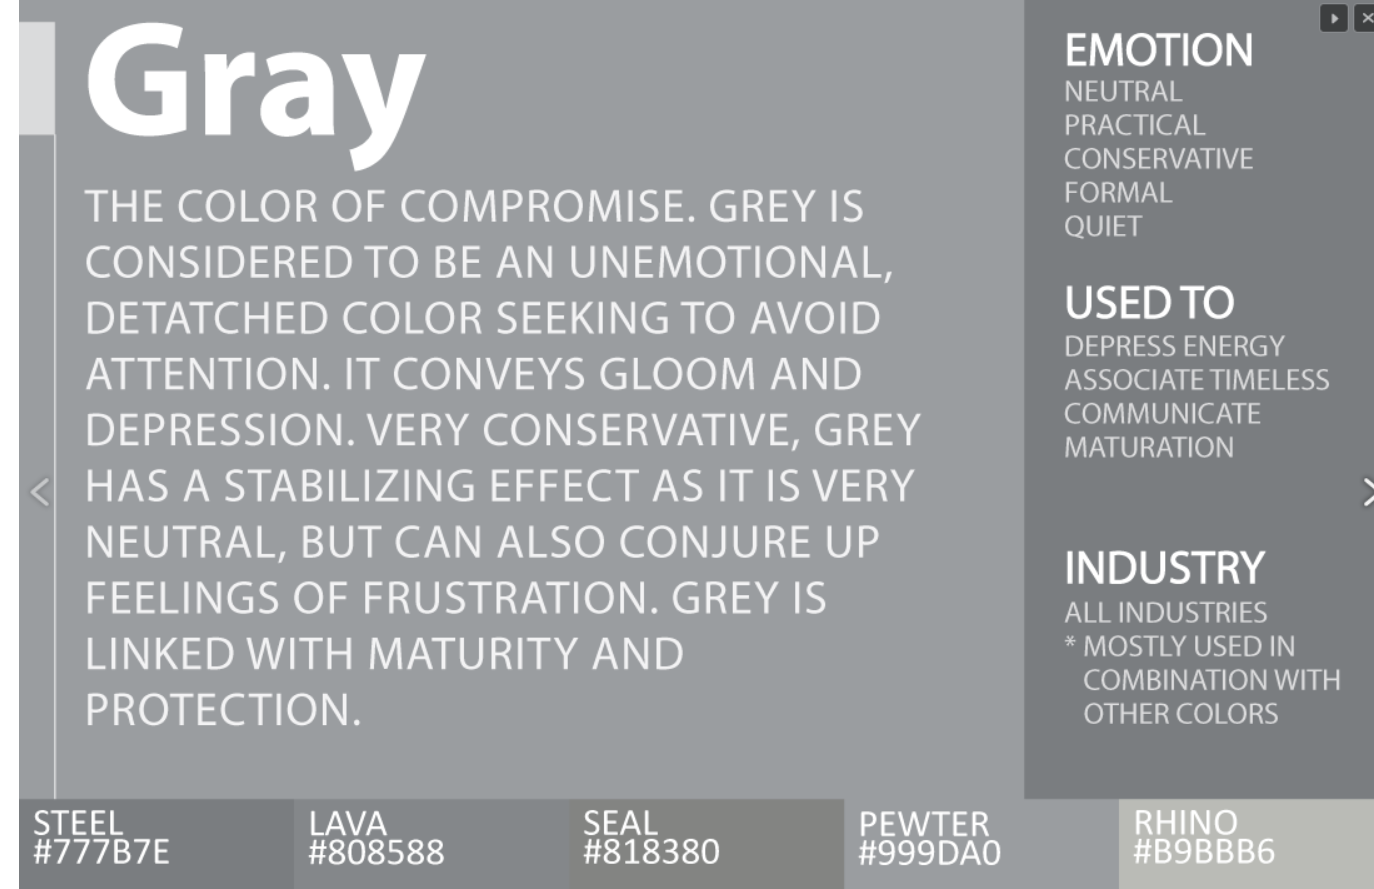 Gray
THE COLOR OF COMPROMISE. GREY IS
CONSIDERED TO BE AN UNEMOTIONAL,
DETATCHED COLOR SEEKING TO AVOID
ATTENTION. IT CONVEYS GLOOM AND
DEPRESSION. VERY CONSERVATIVE, GREY
HAS A STABILIZING EFFECT AS IT IS VERY
NEUTRAL, BUT CAN ALSO CONJURE UP
FEELINGS OF FRUSTRATION. GREY IS
LINKED WITH MATURITY AND
PROTECTION.
EMOTION
NEUTRAL
PRACTICAL
CONSERVATIVE
FORMAL
QUIET
USED TO
DEPRESS ENERGY
ASSOCIATE TIMELESS
COMMUNICATE
MATURATION
INDUSTRY
ALL INDUSTRIES
* MOSTLY USED IN
COMBINATION WITH
OTHER COLORS
STEEL
#777B7E
LAVA
#808588
SEAL
#818380
PEWTER
#999DA0
RHINO
#B9BBB6